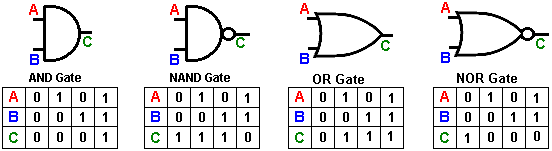 A
B
C
AND Gate
A 0 1 0 1
B 0 0 1 1
C 0 0 0 1
A
B
C
NAND Gate
A 0 1 0 1
B 0 0 1 1
C 1 1 1 0
A
B
C
OR Gate
A 0 1 0 1
B 0 0 1 1
C 0 1 1 1
A
B
C
NOR Gate
A 0 1 0 1
B 0 0 1 1
C 1 0 0 0